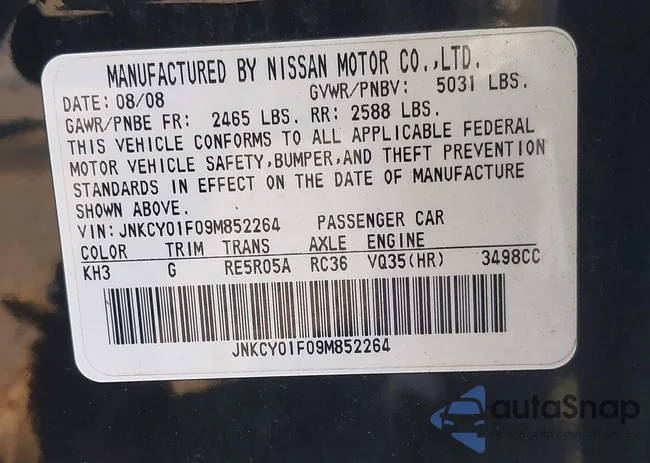 MANUFACTURED BY NISSAN MOTOR CO.,LTD.
DATE: 08/08 GVWR/PNBV: 5031 LBS.
GAWR/PNBE FR: 2465 LBS. RR: 2588 LBS.
THIS VEHICLE CONFORMS TO ALL APPLICABLE FEDERAL
MOTOR VEHICLE SAFETY,BUMPER,AND THEFT PREVENTION
STANDARDS IN EFFECT ON THE DATE OF MANUFACTURE
SHOWN ABOVE.
VIN: JNKCY01F09M852264 PASSENGER CAR
COLOR TRIM TRANS AXLE ENGINE
KH3 G RE5R05A RC36 VQ35(HR) 3498CC
JNKCY01F09M852264
autoSnap